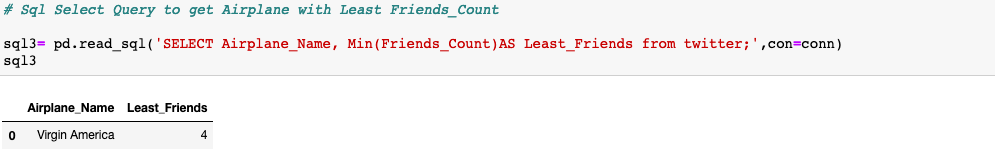 # Sql Select Query to get Airplane with Least Friends_Count
sql3= pd.read_sql('SELECT Airplane_Name, Min(Friends_Count)AS Least_Friends from twitter;',con=conn)
sql3
Airplane_Name Least_Friends
0 Virgin America 4